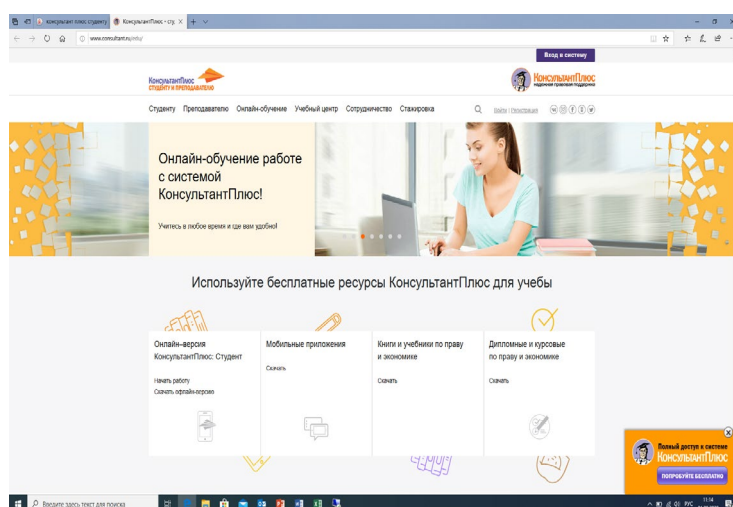 консультант плюс студенту
КонсультантПлюс - сту
www.consultant.ru/edu/
Вход в систему
КонсультантПлюс
СТУДЕНТУ И ПРЕПОДАВАТЕЛЮ
КонсультантПлюс
надежная правовая поддержка
Студенту Преподавателю Онлайн-обучение Учебный центр Сотрудничество Стажировка
Войти | Регистрация
Онлайн-обучение работе
с системой
КонсультантПлюс!
Учитесь в любое время и где вам удобно!
Используйте бесплатные ресурсы КонсультантПлюс для учебы
Онлайн–версия
КонсультантПлюс: Студент
Начать работу
Скачать офлайн-версию
Мобильные приложения
Скачать
Книги и учебники по праву
и экономике
Скачать
Дипломные и курсовые
по праву и экономике
Скачать
Полный доступ к системе
КонсультантПлюс
ПОПРОБУЙТЕ БЕСПЛАТНО
Введите здесь текст для поиска
РУС
11:14